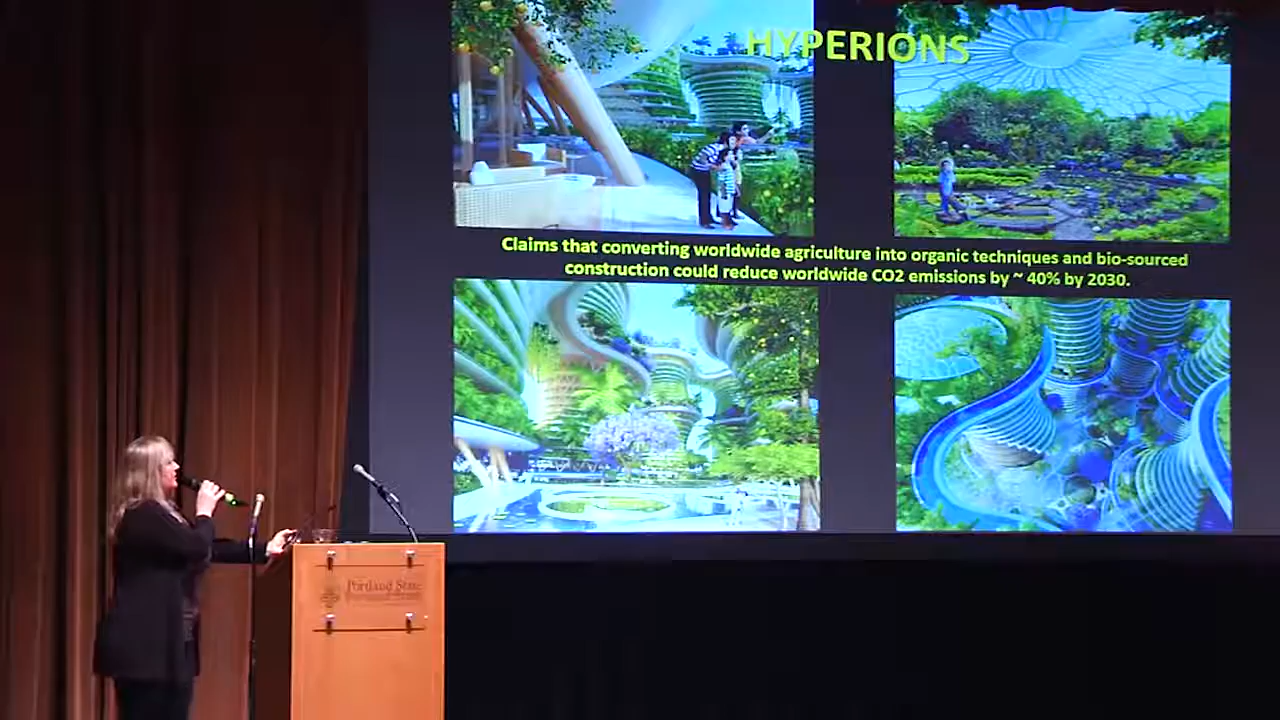 HYPERIONS
Claims that converting worldwide agriculture into organic techniques and bio-sourced
construction could reduce worldwide CO2 emissions by ~ 40% by 2030.
Portland State